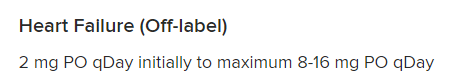 Heart Failure (Off-label)
2 mg PO qDay initially to maximum 8-16 mg PO qDay